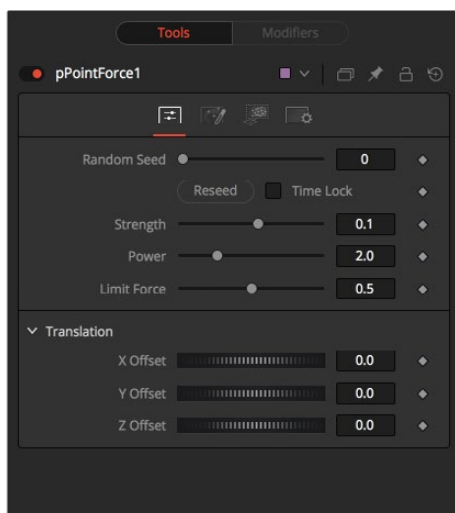 Tools Modifiers
pPointForce1
Random Seed 0
Reseed Time Lock
Strength 0.1
Power 2.0
Limit Force 0.5
Translation
X Offset 0.0
Y Offset 0.0
Z Offset 0.0